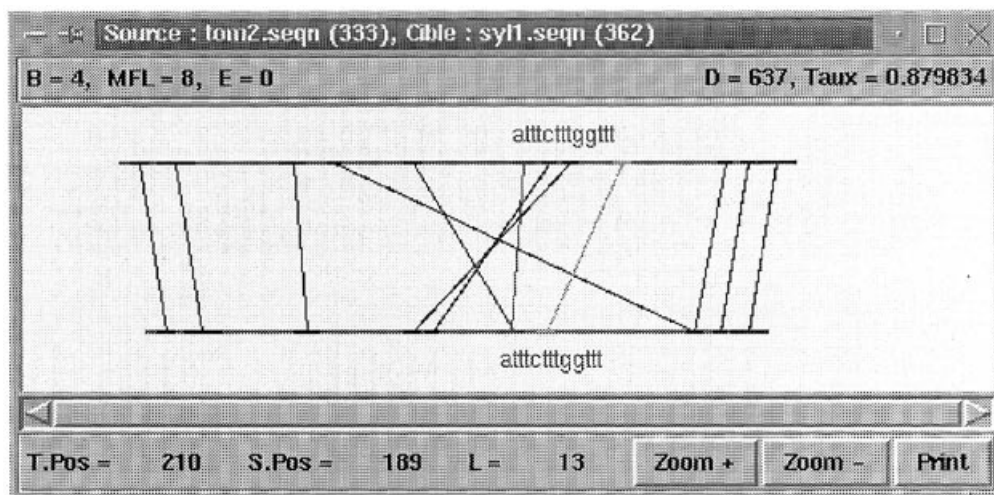 Source : tom2.seqn (333), Cible : syl1.seqn (362)
B = 4, MFL = 8, E = 0 D = 637, Taux = 0.879834
atttctttggttt
atttctttggttt
T.Pos = 210 S.Pos = 189 L = 13 Zoom + Zoom - Print